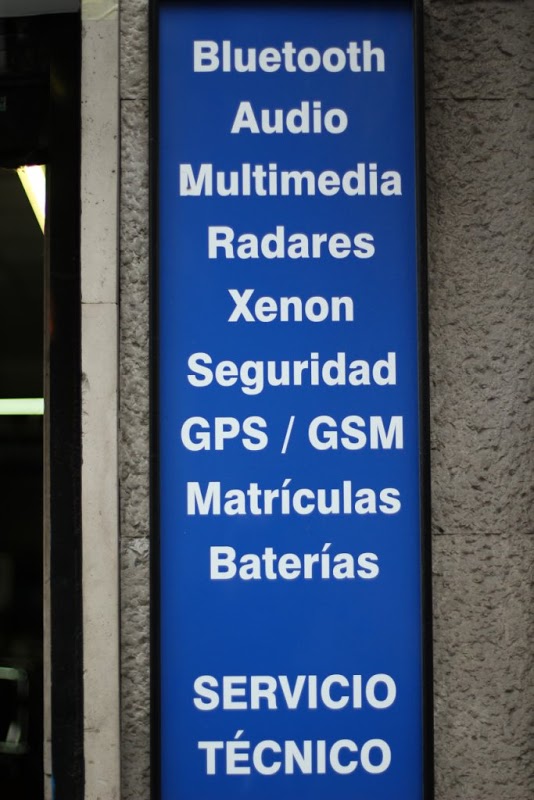 Bluetooth
Audio
Multimedia
Radares
Xenon
Seguridad
GPS / GSM
Matrículas
Baterías
SERVICIO
TÉCNICO